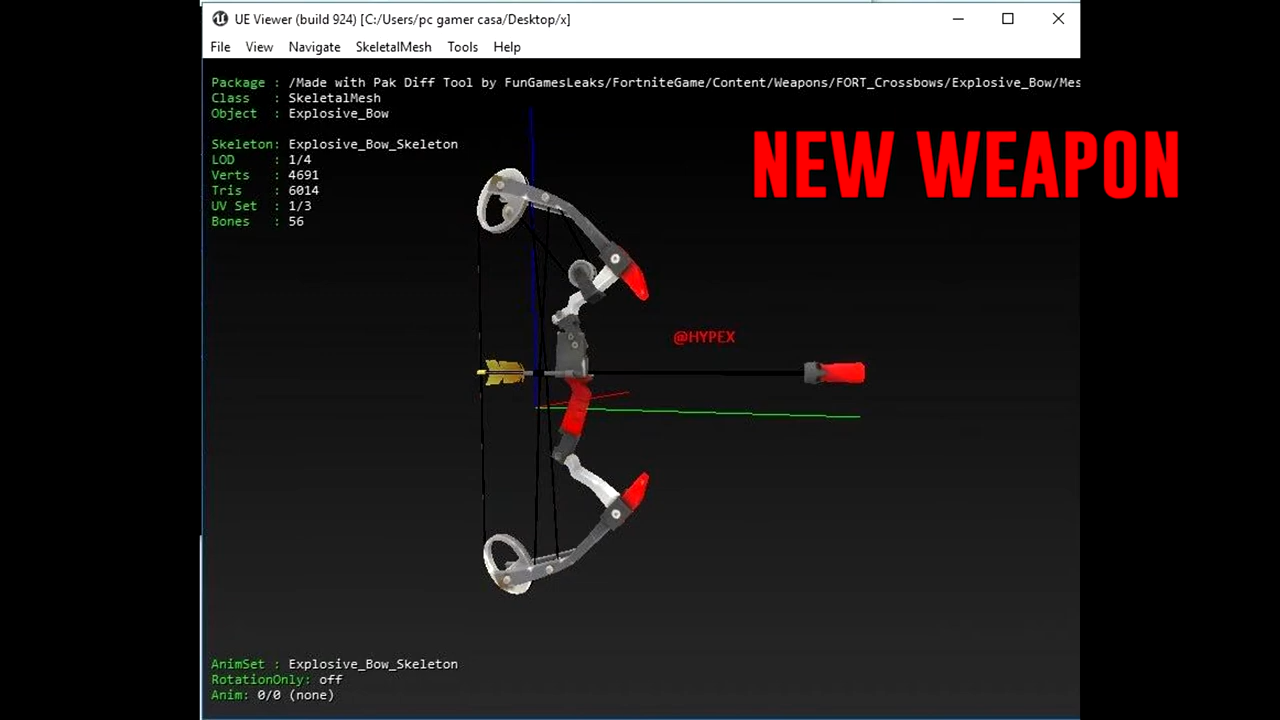 UE Viewer (build 924) [C:/Users/pc gamer casa/Desktop/x]
File View Navigate SkeletalMesh Tools Help
Package : /Made with Pak Diff Tool by FunGamesLeaks/FortniteGame/Content/Weapons/FORT_Crossbows/Explosive_Bow/Mes
Class : SkeletalMesh
Object : Explosive_Bow
Skeleton: Explosive_Bow_Skeleton
LOD : 1/4
Verts : 4691
Tris : 6014
UV Set : 1/3
Bones : 56
NEW WEAPON
@HYPEX
AnimSet : Explosive_Bow_Skeleton
RotationOnly: off
Anim: 0/0 (none)